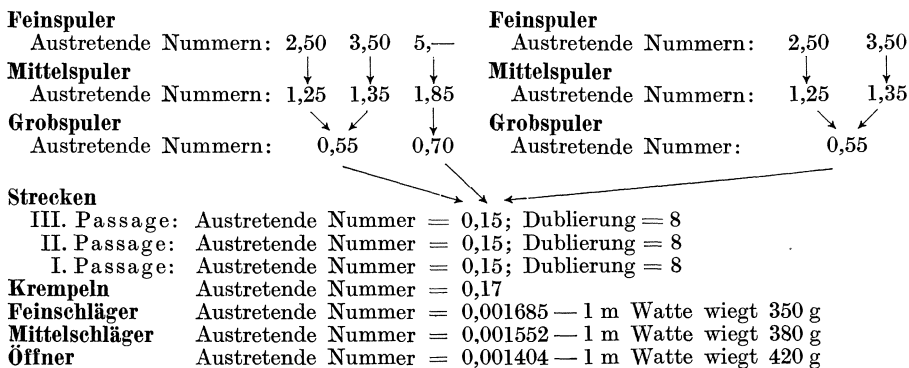 Feinspuler Feinspuler
Austretende Nummern: 2,50 3,50 5,— Austretende Nummern: 2,50 3,50
Mittelspuler Mittelspuler
Austretende Nummern: 1,25 1,35 1,85 Austretende Nummern: 1,25 1,35
Grobspuler Grobspuler
Austretende Nummern: 0,55 0,70 Austretende Nummer: 0,55
Strecken
III. Passage: Austretende Nummer = 0,15; Dublierung = 8
II. Passage: Austretende Nummer = 0,15; Dublierung = 8
I. Passage: Austretende Nummer = 0,15; Dublierung = 8
Krempeln Austretende Nummer = 0,17
Feinschläger Austretende Nummer = 0,001685 — 1 m Watte wiegt 350 g
Mittelschläger Austretende Nummer = 0,001552 — 1 m Watte wiegt 380 g
Öffner Austretende Nummer = 0,001404 — 1 m Watte wiegt 420 g